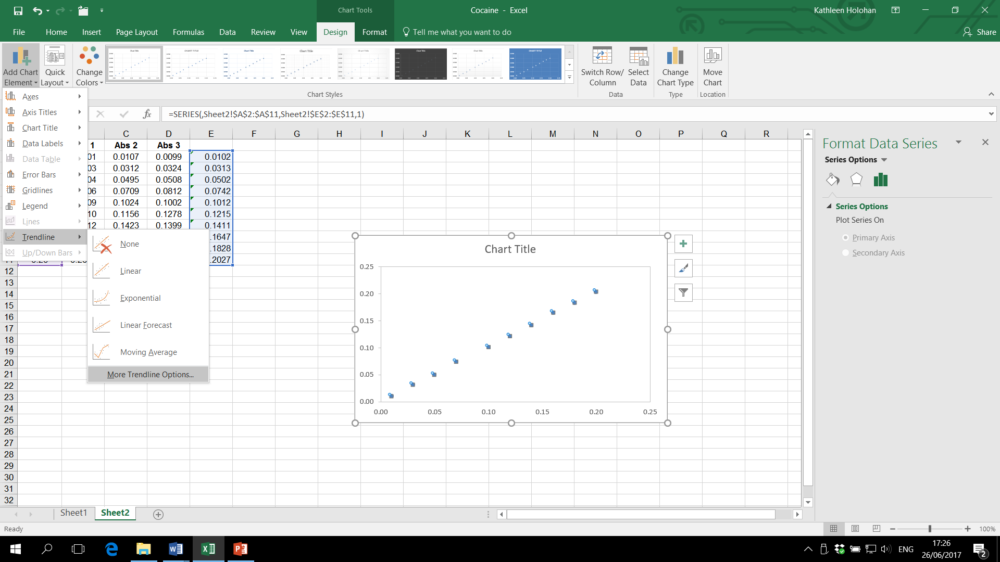 Chart Tools
Cocaine - Excel
Kathleen Holohan
File Home Insert Page Layout Formulas Data Review View Design Format Tell me what you want to do Share
Add Chart Element
Quick Layout
Change Colors
Chart Styles
Switch Row/ Column
Select Data
Data
Change Chart Type
Type
Move Chart
Location
Axes
Axis Titles
Chart Title
Data Labels
Data Table
Error Bars
Gridlines
Legend
Lines
Trendline
Up/Down Bars
None
Linear
Exponential
Linear Forecast
Moving Average
More Trendline Options...
fx =SERIES(,Sheet2!$A$2:$A$11,Sheet2!$E$2:$E$11,1)
C D E F G H I J K L M N O P Q R
1 Abs 2 Abs 3
01 0.0107 0.0099 0.0102
03 0.0312 0.0324 0.0313
04 0.0495 0.0508 0.0502
06 0.0709 0.0812 0.0742
09 0.1024 0.1002 0.1012
10 0.1156 0.1278 0.1215
12 0.1423 0.1399 0.1411
.1647
.1828
.2027
12
13
14
15
16
17
18
19
20
21
22
23
24
25
26
27
28
29
30
31
32
Chart Title
0.25
0.20
0.15
0.10
0.05
0.00
0.00 0.05 0.10 0.15 0.20 0.25
Format Data Series
Series Options
Series Options
Plot Series On
Primary Axis
Secondary Axis
Sheet1 Sheet2
Ready
100%
ENG
17:26
26/06/2017
2